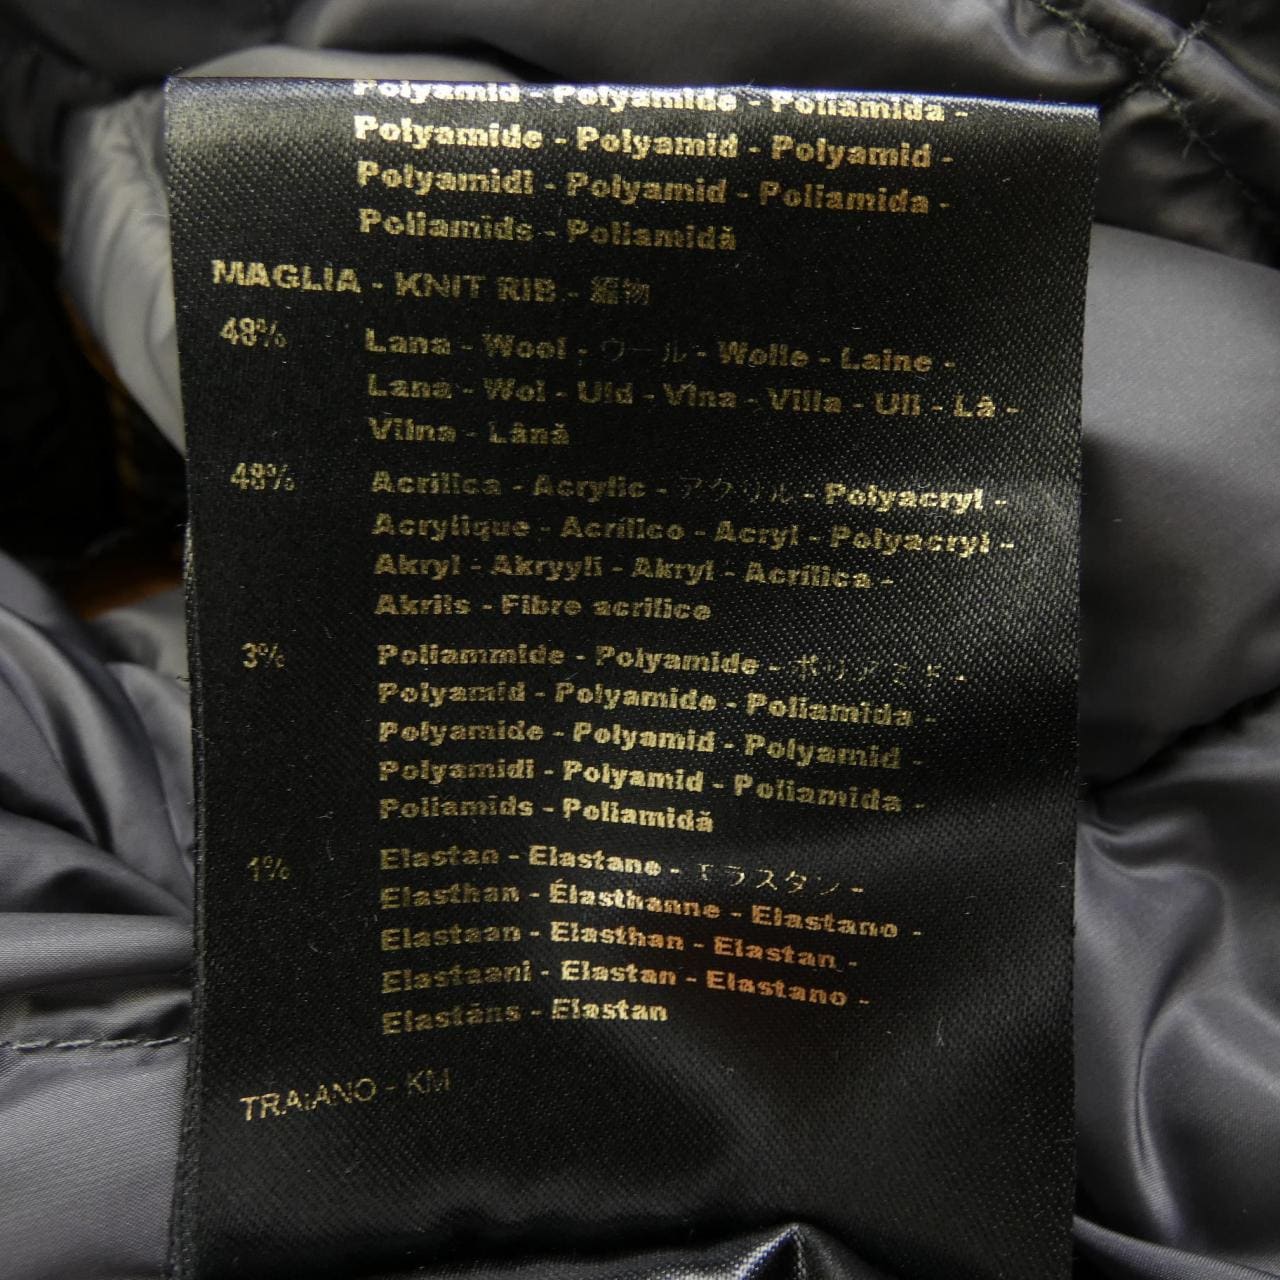 Polyamid - Polyamide - Poliamida -
Polyamide - Polyamid - Polyamid -
Polyamidi - Polyamid - Poliamida -
Poliamids - Poliamidă
MAGLIA - KNIT RIB - 編物
48% Lana - Wool - ウール - Wolle - Laine -
Lana - Wol - Uld - Vlna - Villa - Ull - Lã -
Vilna - Lână
48% Acrilica - Acrylic - アクリル - Polyacryl -
Acrylique - Acrílico - Acryl - Polyacryl -
Akryl - Akryyli - Akryl - Acrílica -
Akrils - Fibre acrilice
3% Poliammide - Polyamide - ポリアミド -
Polyamid - Polyamide - Poliamida -
Polyamide - Polyamid - Polyamid -
Polyamidi - Polyamid - Poliamida -
Poliamids - Poliamidă
1% Elastan - Elastane - エラスタン -
Elasthan - Élasthanne - Elastano -
Elastaan - Elasthan - Elastan -
Elastaani - Elastan - Elastano -
Elastāns - Elastan
TRAIANO - KM